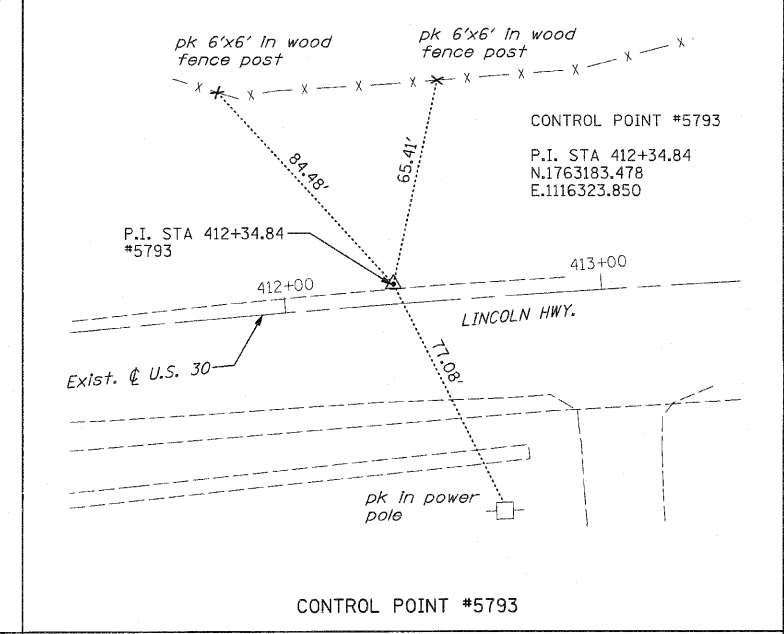 pk 6'x6' in wood
fence post
pk 6'x6' in wood
fence post
CONTROL POINT #5793
P.I. STA 412+34.84
N.1763183.478
E.1116323.850
84.48'
65.41'
P.I. STA 412+34.84
#5793
412+00
413+00
LINCOLN HWY.
Exist. ℄ U.S. 30
77.08'
pk in power
pole
CONTROL POINT #5793